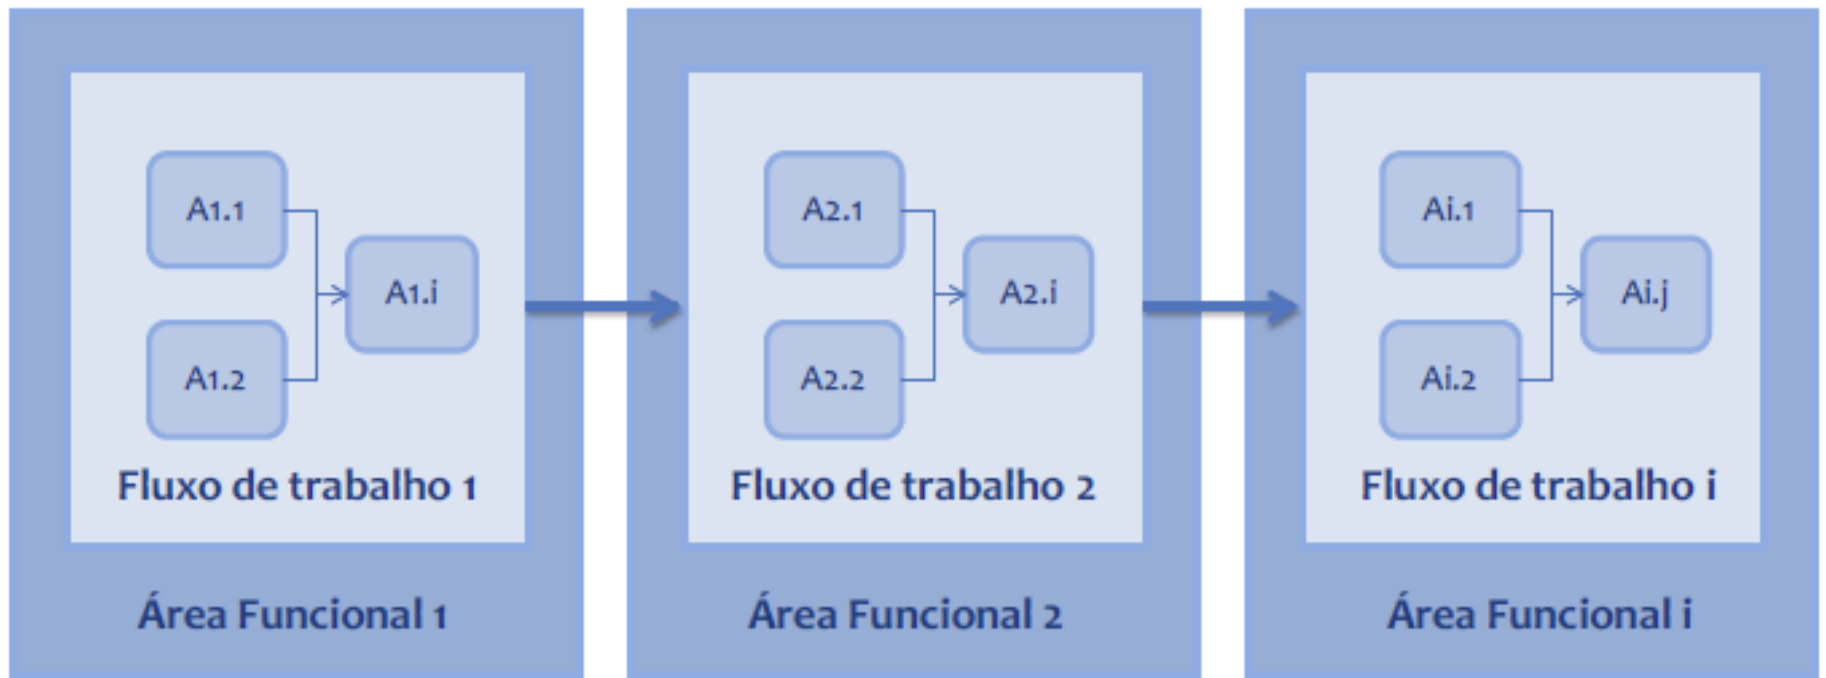 A1.1
A1.2
A1.i
Fluxo de trabalho 1
Área Funcional 1
A2.1
A2.2
A2.i
Fluxo de trabalho 2
Área Funcional 2
Ai.1
Ai.2
Ai.j
Fluxo de trabalho i
Área Funcional i